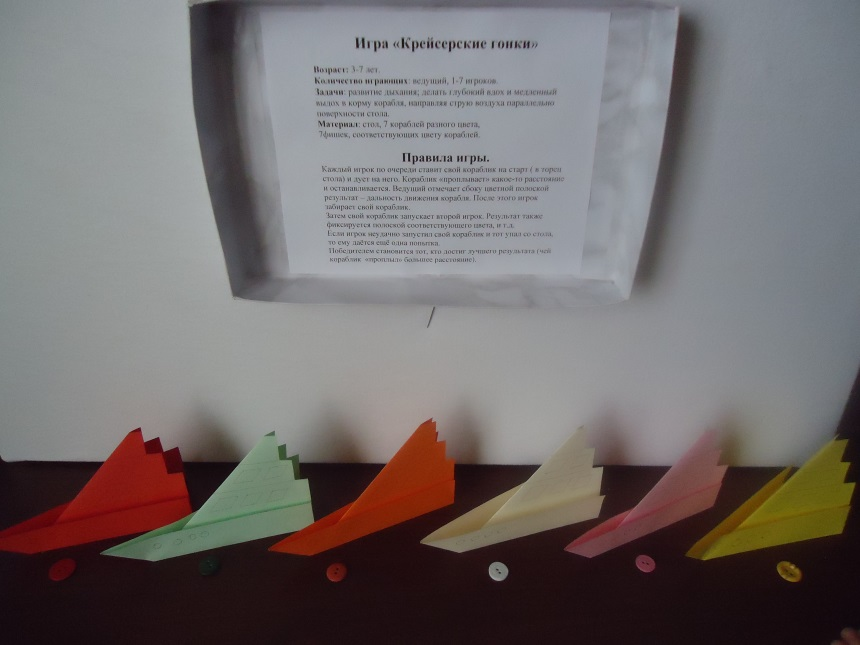 Игра «Крейсерские гонки»
Возраст: 3-7 лет.
Количество играющих: ведущий, 1-7 игроков.
Задачи: развитие дыхания; делать глубокий вдох и медленный
выдох в корму корабля, направляя струю воздуха параллельно
поверхности стола.
Материал: стол, 7 кораблей разного цвета,
7фишек, соответствующих цвету кораблей.
Правила игры.
Каждый игрок по очереди ставит свой кораблик на старт ( в торец
стола) и дует на него. Кораблик «проплывает» какое-то расстояние
и останавливается. Ведущий отмечает сбоку цветной полоской
результат – дальность движения корабля. После этого игрок
забирает свой кораблик.
Затем свой кораблик запускает второй игрок. Результат также
фиксируется полоской соответствующего цвета, и т.д.
Если игрок неудачно запустил свой кораблик и тот упал со стола,
то ему даётся ещё одна попытка.
Победителем становится тот, кто достиг лучшего результата (чей
кораблик «проплыл» большее расстояние).